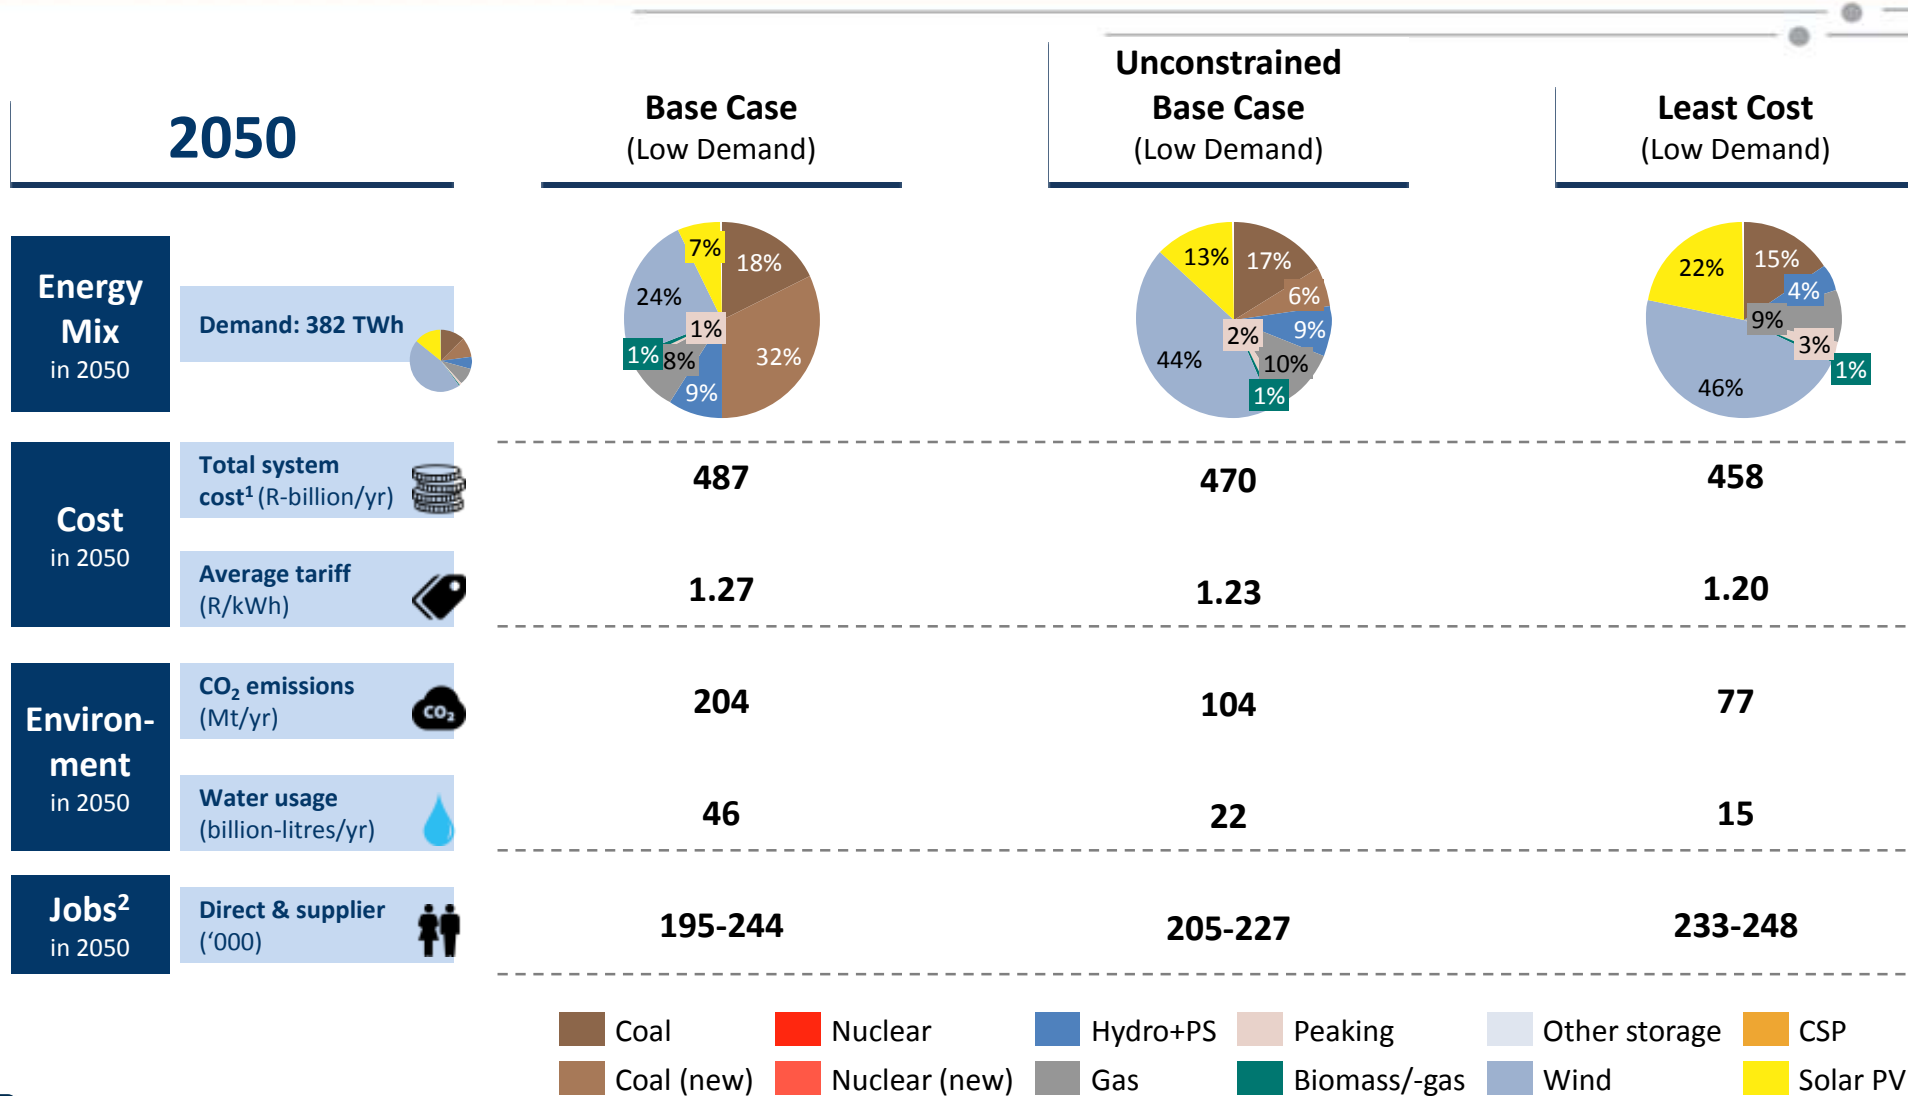 2050
Base Case
(Low Demand)
Unconstrained
Base Case
(Low Demand)
Least Cost
(Low Demand)
Energy
Mix
in 2050
Demand: 382 TWh
7%
18%
24%
1%
1%
8%
32%
9%
13%
17%
6%
2%
9%
44%
10%
1%
22%
15%
4%
9%
3%
1%
46%
Cost
in 2050
Total system
cost¹ (R-billion/yr)
487
470
458
Average tariff
(R/kWh)
1.27
1.23
1.20
Environ-
ment
in 2050
CO₂ emissions
(Mt/yr)
CO₂
204
104
77
Water usage
(billion-litres/yr)
46
22
15
Jobs²
in 2050
Direct & supplier
(‘000)
195-244
205-227
233-248
Coal
Nuclear
Hydro+PS
Peaking
Other storage
CSP
Coal (new)
Nuclear (new)
Gas
Biomass/-gas
Wind
Solar PV